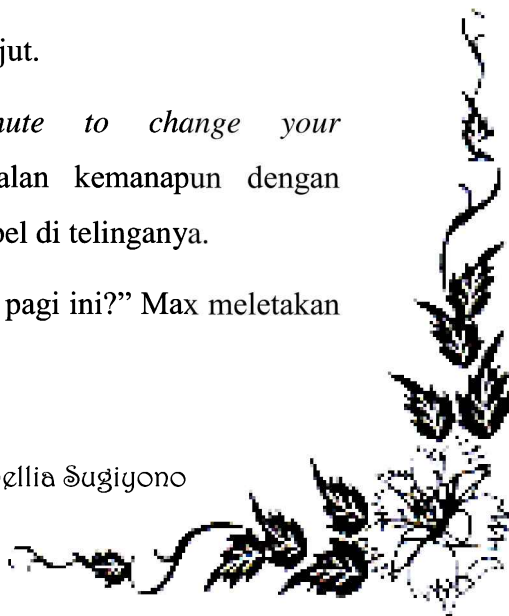 jut.
nute to change your
alan kemanapun dengan
pel di telinganya.
pagi ini?” Max meletakan
ellia Sugiyono